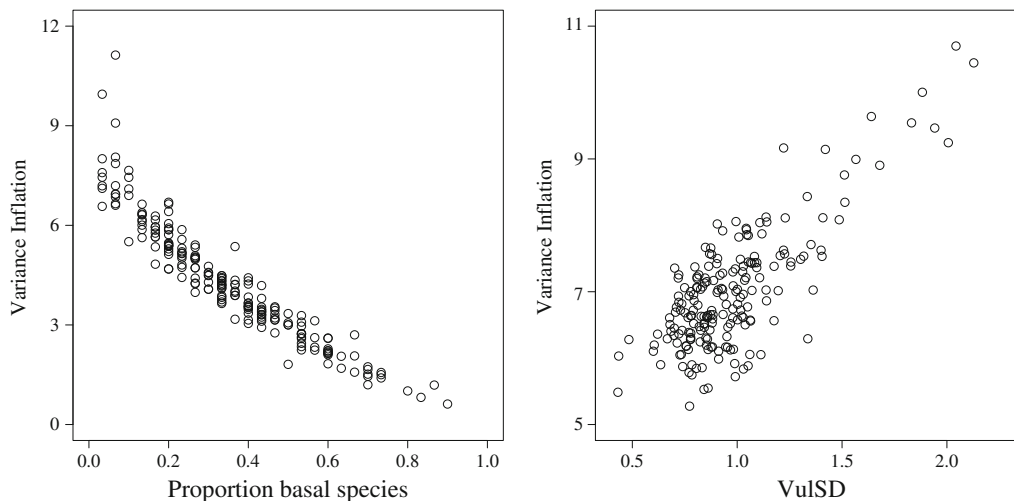 12
9
6
3
0
Variance Inflation
0.0 0.2 0.4 0.6 0.8 1.0
Proportion basal species
11
9
7
5
Variance Inflation
0.5 1.0 1.5 2.0
VulSD